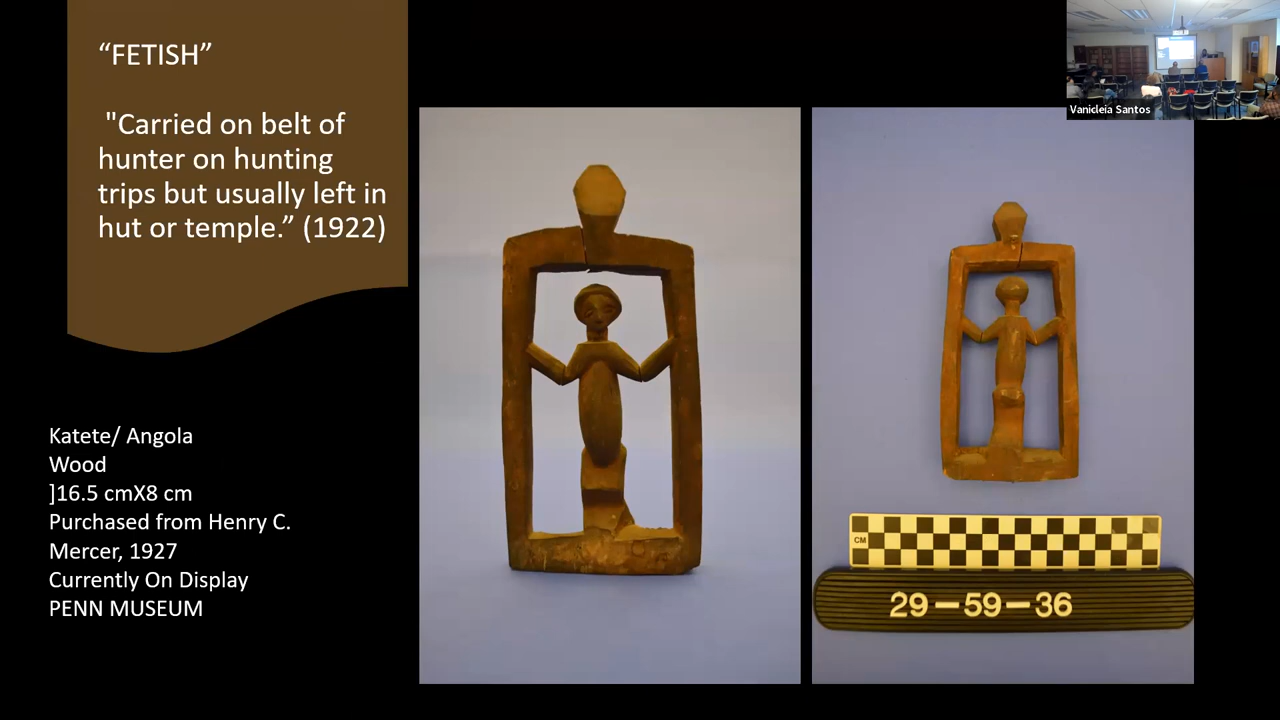 “FETISH”
"Carried on belt of
hunter on hunting
trips but usually left in
hut or temple.” (1922)
Katete/ Angola
Wood
]16.5 cmX8 cm
Purchased from Henry C.
Mercer, 1927
Currently On Display
PENN MUSEUM
Vanicleia Santos
CM
29–59–36